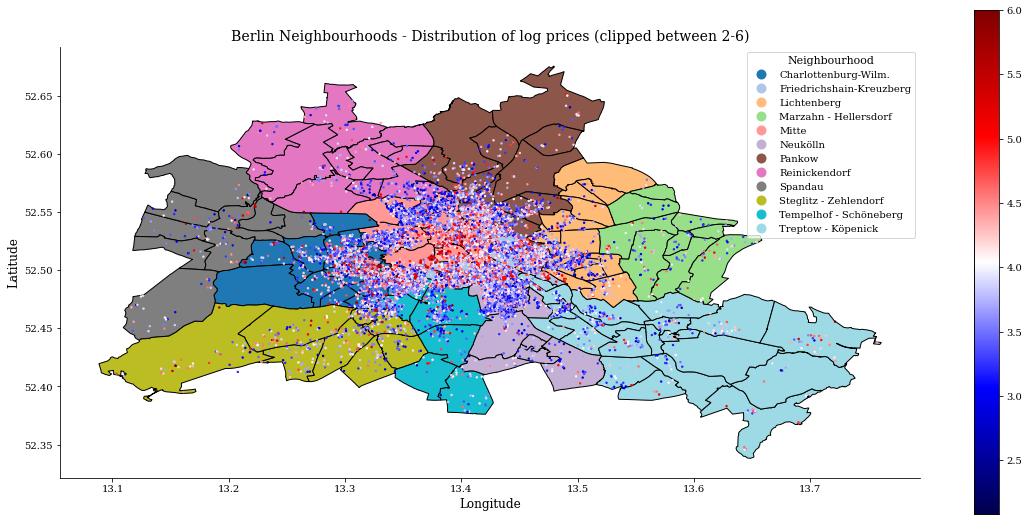 Berlin Neighbourhoods - Distribution of log prices (clipped between 2-6)
Neighbourhood
Charlottenburg-Wilm.
Friedrichshain-Kreuzberg
Lichtenberg
Marzahn - Hellersdorf
Mitte
Neukölln
Pankow
Reinickendorf
Spandau
Steglitz - Zehlendorf
Tempelhof - Schöneberg
Treptow - Köpenick
Latitude
52.65
52.60
52.55
52.50
52.45
52.40
52.35
13.1 13.2 13.3 13.4 13.5 13.6 13.7
Longitude
6.0
5.5
5.0
4.5
4.0
3.5
3.0
2.5